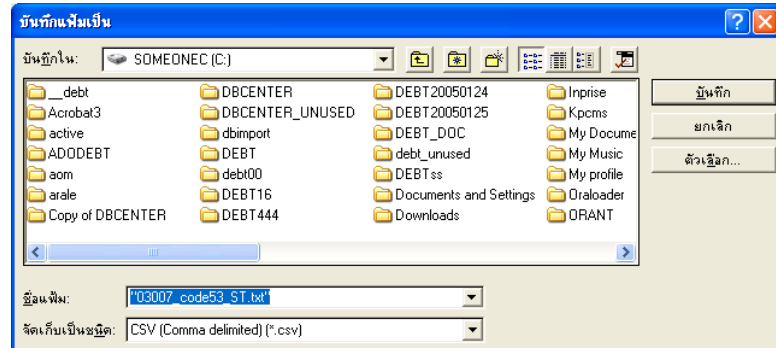 บันทึกแฟ้มเป็น
บันทึกใน: SOMEONEC (C:)
__debt DBCENTER DEBT20050124 Inprise
Acrobat3 DBCENTER_UNUSED DEBT20050125 Kpcms
active dbimport DEBT_DOC My Docume
ADODEBT DEBT debt_unused My Music
aom debt00 DEBTss My profile
arale DEBT16 Documents and Settings Oraloader
Copy of DBCENTER DEBT444 Downloads ORANT
บันทึก
ยกเลิก
ตัวเลือก...
ชื่อแฟ้ม: "03007_code53_ST.txt"
จัดเก็บเป็นชนิด: CSV (Comma delimited) (*.csv)